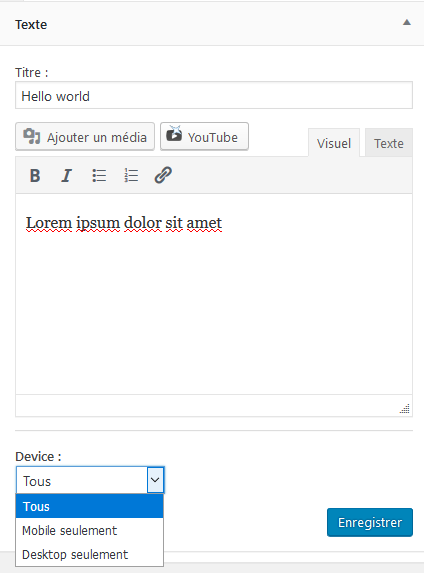 Texte
Titre :
Hello world
Ajouter un média
YouTube
Visuel
Texte
B I
Lorem ipsum dolor sit amet
Device :
Tous
Tous
Mobile seulement
Desktop seulement
Enregistrer